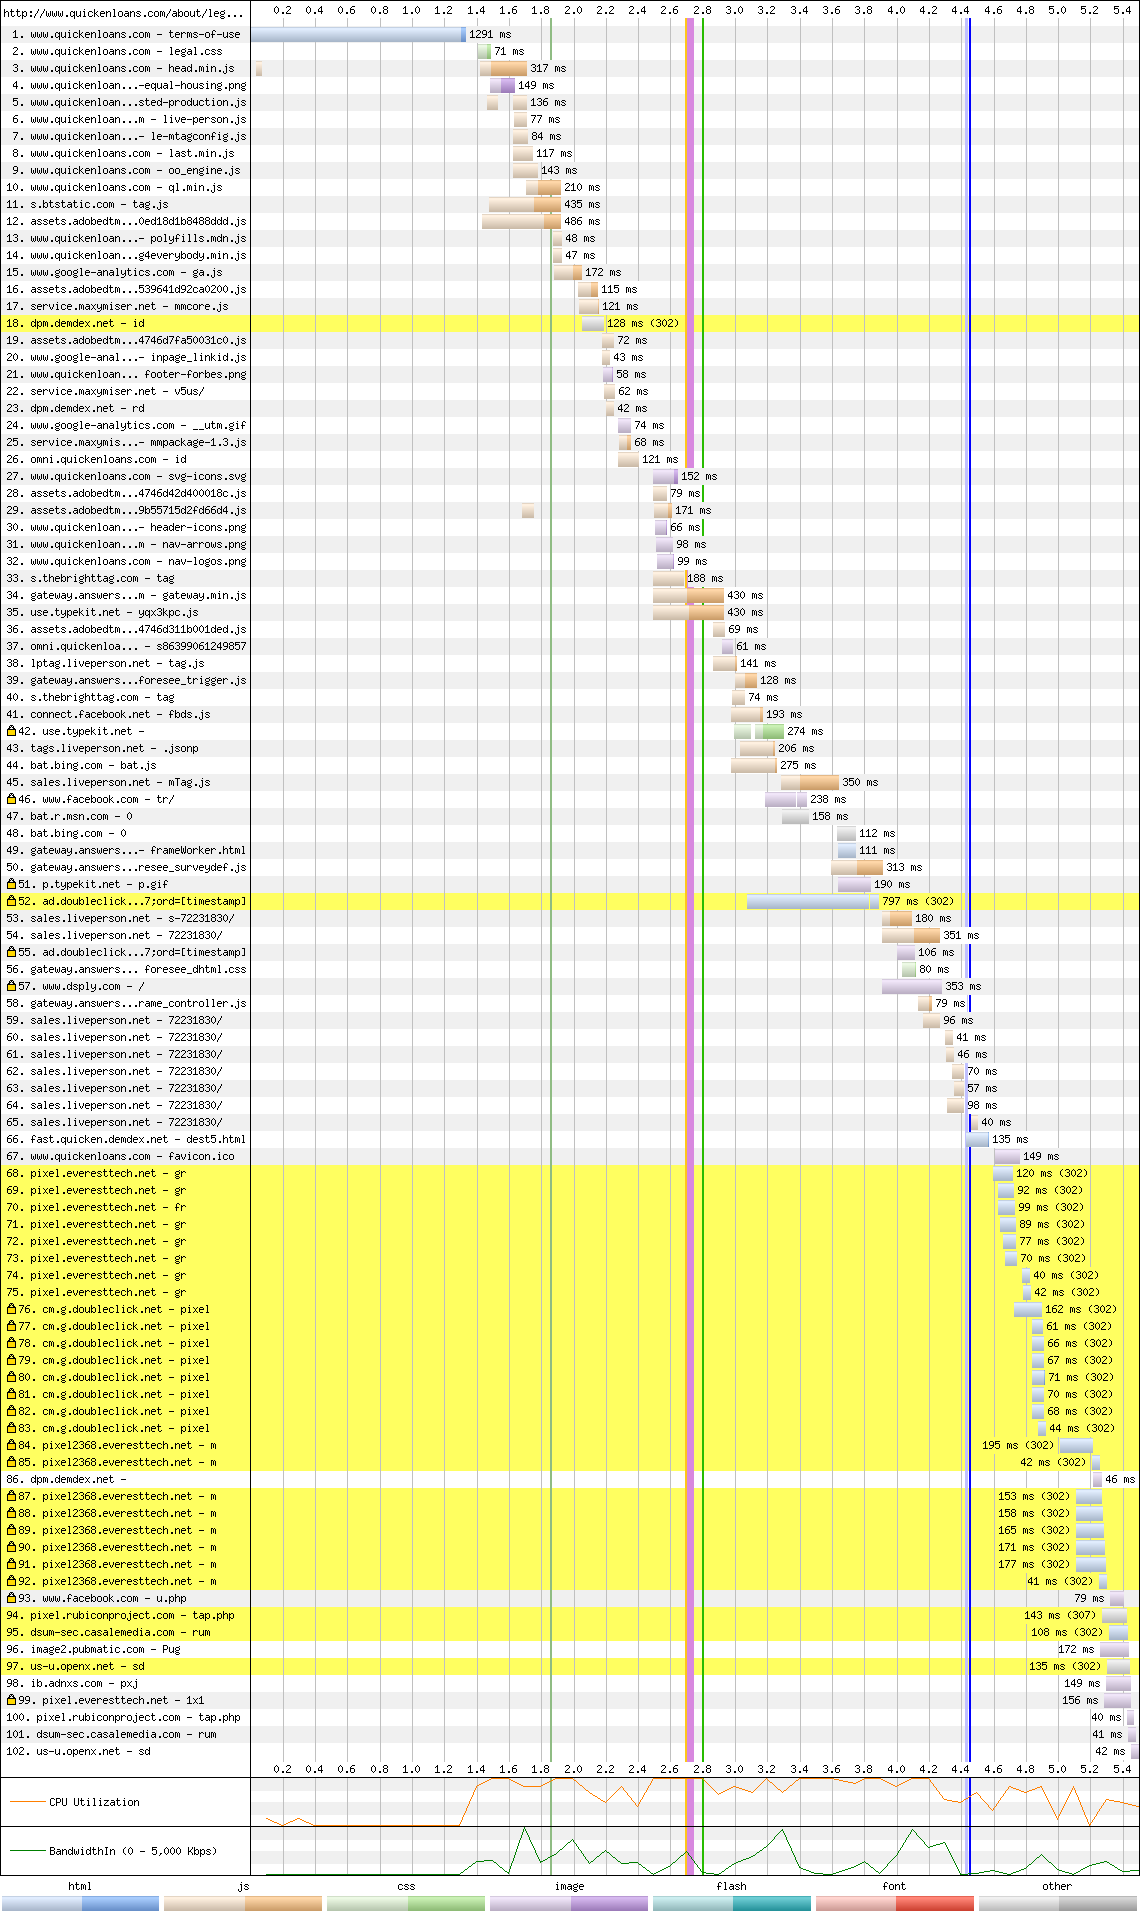 http://www.quickenloans.com/about/leg... 0.2 0.4 0.6 0.8 1.0 1.2 1.4 1.6 1.8 2.0 2.2 2.4 2.6 2.8 3.0 3.2 3.4 3.6 3.8 4.0 4.2 4.4 4.6 4.8 5.0 5.2 5.4
1. www.quickenloans.com - terms-of-use 1291 ms
2. www.quickenloans.com - legal.css 71 ms
3. www.quickenloans.com - head.min.js 317 ms
4. www.quickenloan...-equal-housing.png 149 ms
5. www.quickenloan...sted-production.js 136 ms
6. www.quickenloan...m - live-person.js 77 ms
7. www.quickenloan...- le-mtagconfig.js 84 ms
8. www.quickenloans.com - last.min.js 117 ms
9. www.quickenloans.com - oo_engine.js 143 ms
10. www.quickenloans.com - ql.min.js 210 ms
11. s.btstatic.com - tag.js 435 ms
12. assets.adobedtm...0ed18d1b8488ddd.js 486 ms
13. www.quickenloan...- polyfills.mdn.js 48 ms
14. www.quickenloan...g4everybody.min.js 47 ms
15. www.google-analytics.com - ga.js 172 ms
16. assets.adobedtm...539641d92ca0200.js 115 ms
17. service.maxymiser.net - mmcore.js 121 ms
18. dpm.demdex.net - id 128 ms (302)
19. assets.adobedtm...4746d7fa50031c0.js 72 ms
20. www.google-anal...- inpage_linkid.js 43 ms
21. www.quickenloan... footer-forbes.png 58 ms
22. service.maxymiser.net - v5us/ 62 ms
23. dpm.demdex.net - rd 42 ms
24. www.google-analytics.com - __utm.gif 74 ms
25. service.maxymis...- mmpackage-1.3.js 68 ms
26. omni.quickenloans.com - id 121 ms
27. www.quickenloans.com - svg-icons.svg 152 ms
28. assets.adobedtm...4746d42d400018c.js 79 ms
29. assets.adobedtm...9b55715d2fd66d4.js 171 ms
30. www.quickenloan...- header-icons.png 66 ms
31. www.quickenloan...m - nav-arrows.png 98 ms
32. www.quickenloans.com - nav-logos.png 99 ms
33. s.thebrighttag.com - tag 188 ms
34. gateway.answers...m - gateway.min.js 430 ms
35. use.typekit.net - yqx3kpc.js 430 ms
36. assets.adobedtm...4746d311b001ded.js 69 ms
37. omni.quickenloa... - s86399061249857 61 ms
38. lptag.liveperson.net - tag.js 141 ms
39. gateway.answers...foresee_trigger.js 128 ms
40. s.thebrighttag.com - tag 74 ms
41. connect.facebook.net - fbds.js 193 ms
42. use.typekit.net - 274 ms
43. tags.liveperson.net - .jsonp 206 ms
44. bat.bing.com - bat.js 275 ms
45. sales.liveperson.net - mTag.js 350 ms
46. www.facebook.com - tr/ 238 ms
47. bat.r.msn.com - 0 158 ms
48. bat.bing.com - 0 112 ms
49. gateway.answers...- frameWorker.html 111 ms
50. gateway.answers...resee_surveydef.js 313 ms
51. p.typekit.net - p.gif 190 ms
52. ad.doubleclick...7;ord=[timestamp] 797 ms (302)
53. sales.liveperson.net - s-72231830/ 180 ms
54. sales.liveperson.net - 72231830/ 351 ms
55. ad.doubleclick...7;ord=[timestamp] 106 ms
56. gateway.answers... foresee_dhtml.css 80 ms
57. www.dsply.com - / 353 ms
58. gateway.answers...rame_controller.js 79 ms
59. sales.liveperson.net - 72231830/ 96 ms
60. sales.liveperson.net - 72231830/ 41 ms
61. sales.liveperson.net - 72231830/ 46 ms
62. sales.liveperson.net - 72231830/ 70 ms
63. sales.liveperson.net - 72231830/ 57 ms
64. sales.liveperson.net - 72231830/ 98 ms
65. sales.liveperson.net - 72231830/ 40 ms
66. fast.quicken.demdex.net - dest5.html 135 ms
67. www.quickenloans.com - favicon.ico 149 ms
68. pixel.everesttech.net - gr 120 ms (302)
69. pixel.everesttech.net - gr 92 ms (302)
70. pixel.everesttech.net - fr 99 ms (302)
71. pixel.everesttech.net - gr 89 ms (302)
72. pixel.everesttech.net - gr 77 ms (302)
73. pixel.everesttech.net - gr 70 ms (302)
74. pixel.everesttech.net - gr 40 ms (302)
75. pixel.everesttech.net - gr 42 ms (302)
76. cm.g.doubleclick.net - pixel 162 ms (302)
77. cm.g.doubleclick.net - pixel 61 ms (302)
78. cm.g.doubleclick.net - pixel 66 ms (302)
79. cm.g.doubleclick.net - pixel 67 ms (302)
80. cm.g.doubleclick.net - pixel 71 ms (302)
81. cm.g.doubleclick.net - pixel 70 ms (302)
82. cm.g.doubleclick.net - pixel 68 ms (302)
83. cm.g.doubleclick.net - pixel 44 ms (302)
84. pixel2368.everesttech.net - m 195 ms (302)
85. pixel2368.everesttech.net - m 42 ms (302)
86. dpm.demdex.net - 46 ms
87. pixel2368.everesttech.net - m 153 ms (302)
88. pixel2368.everesttech.net - m 158 ms (302)
89. pixel2368.everesttech.net - m 165 ms (302)
90. pixel2368.everesttech.net - m 171 ms (302)
91. pixel2368.everesttech.net - m 177 ms (302)
92. pixel2368.everesttech.net - m 41 ms (302)
93. www.facebook.com - u.php 79 ms
94. pixel.rubiconproject.com - tap.php 143 ms (307)
95. dsum-sec.casalemedia.com - rum 108 ms (302)
96. image2.pubmatic.com - Pug 172 ms
97. us-u.openx.net - sd 135 ms (302)
98. ib.adnxs.com - pxj 149 ms
99. pixel.everesttech.net - 1x1 156 ms
100. pixel.rubiconproject.com - tap.php 40 ms
101. dsum-sec.casalemedia.com - rum 41 ms
102. us-u.openx.net - sd 42 ms
0.2 0.4 0.6 0.8 1.0 1.2 1.4 1.6 1.8 2.0 2.2 2.4 2.6 2.8 3.0 3.2 3.4 3.6 3.8 4.0 4.2 4.4 4.6 4.8 5.0 5.2 5.4
CPU Utilization
BandwidthIn (0 - 5,000 Kbps)
html js css image flash font other